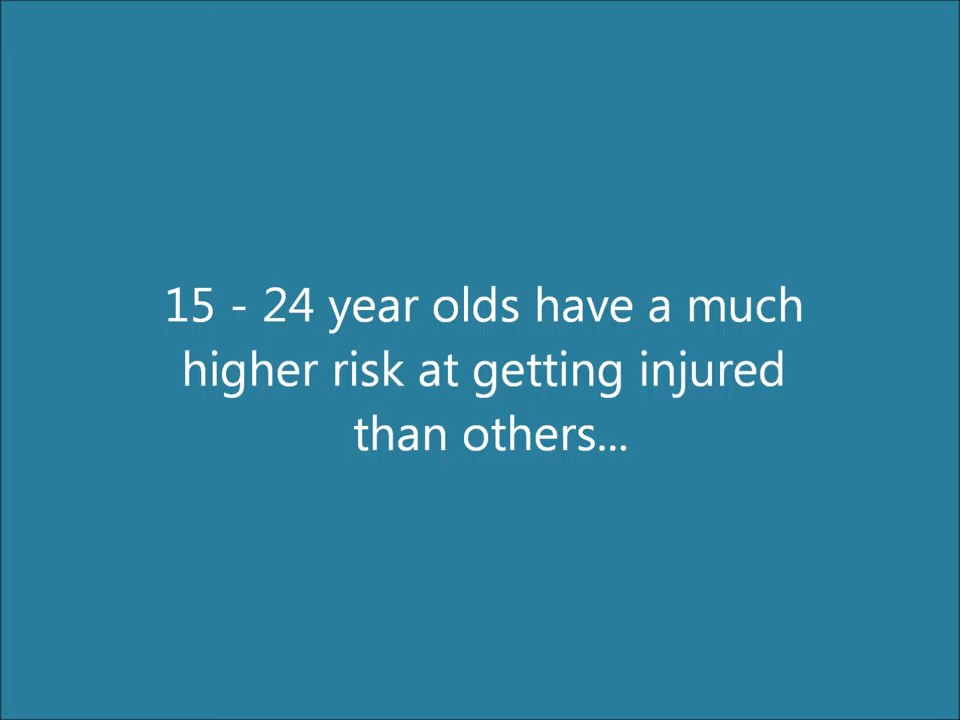 15 - 24 year olds have a much
higher risk at getting injured
than others...